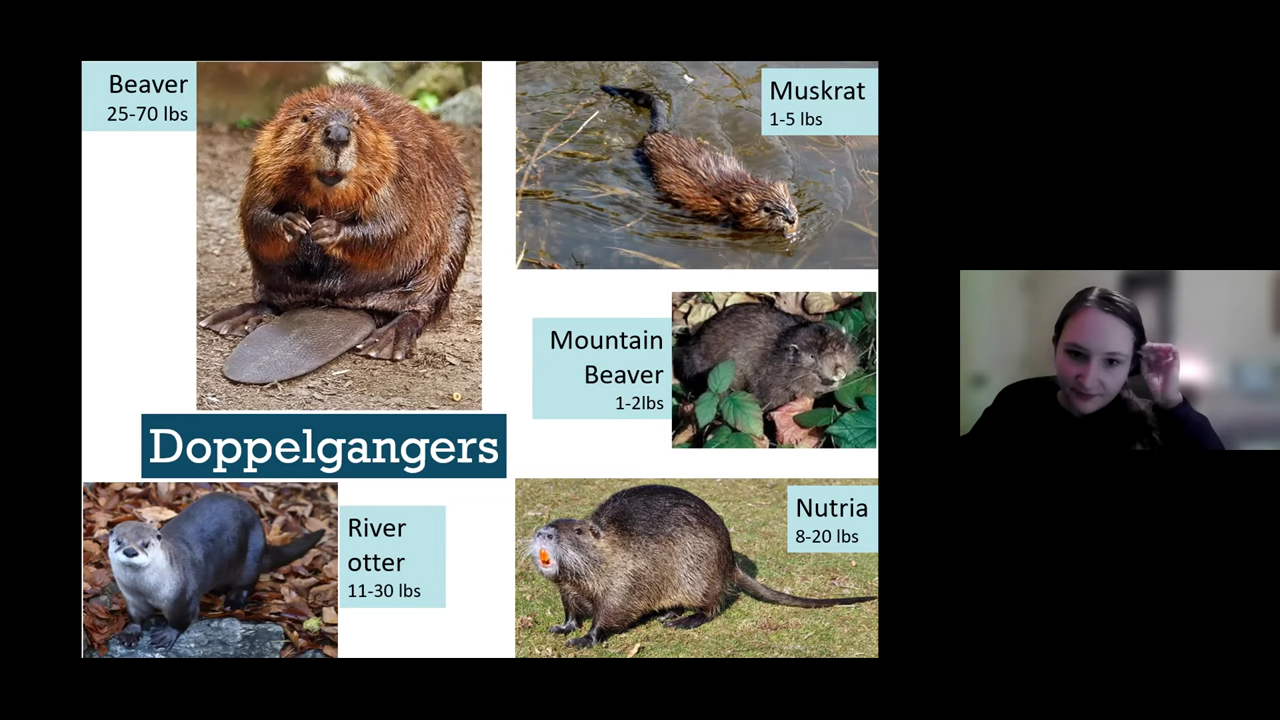 Beaver
25-70 lbs
Muskrat
1-5 lbs
Mountain
Beaver
1-2lbs
Doppelgangers
River
otter
11-30 lbs
Nutria
8-20 lbs